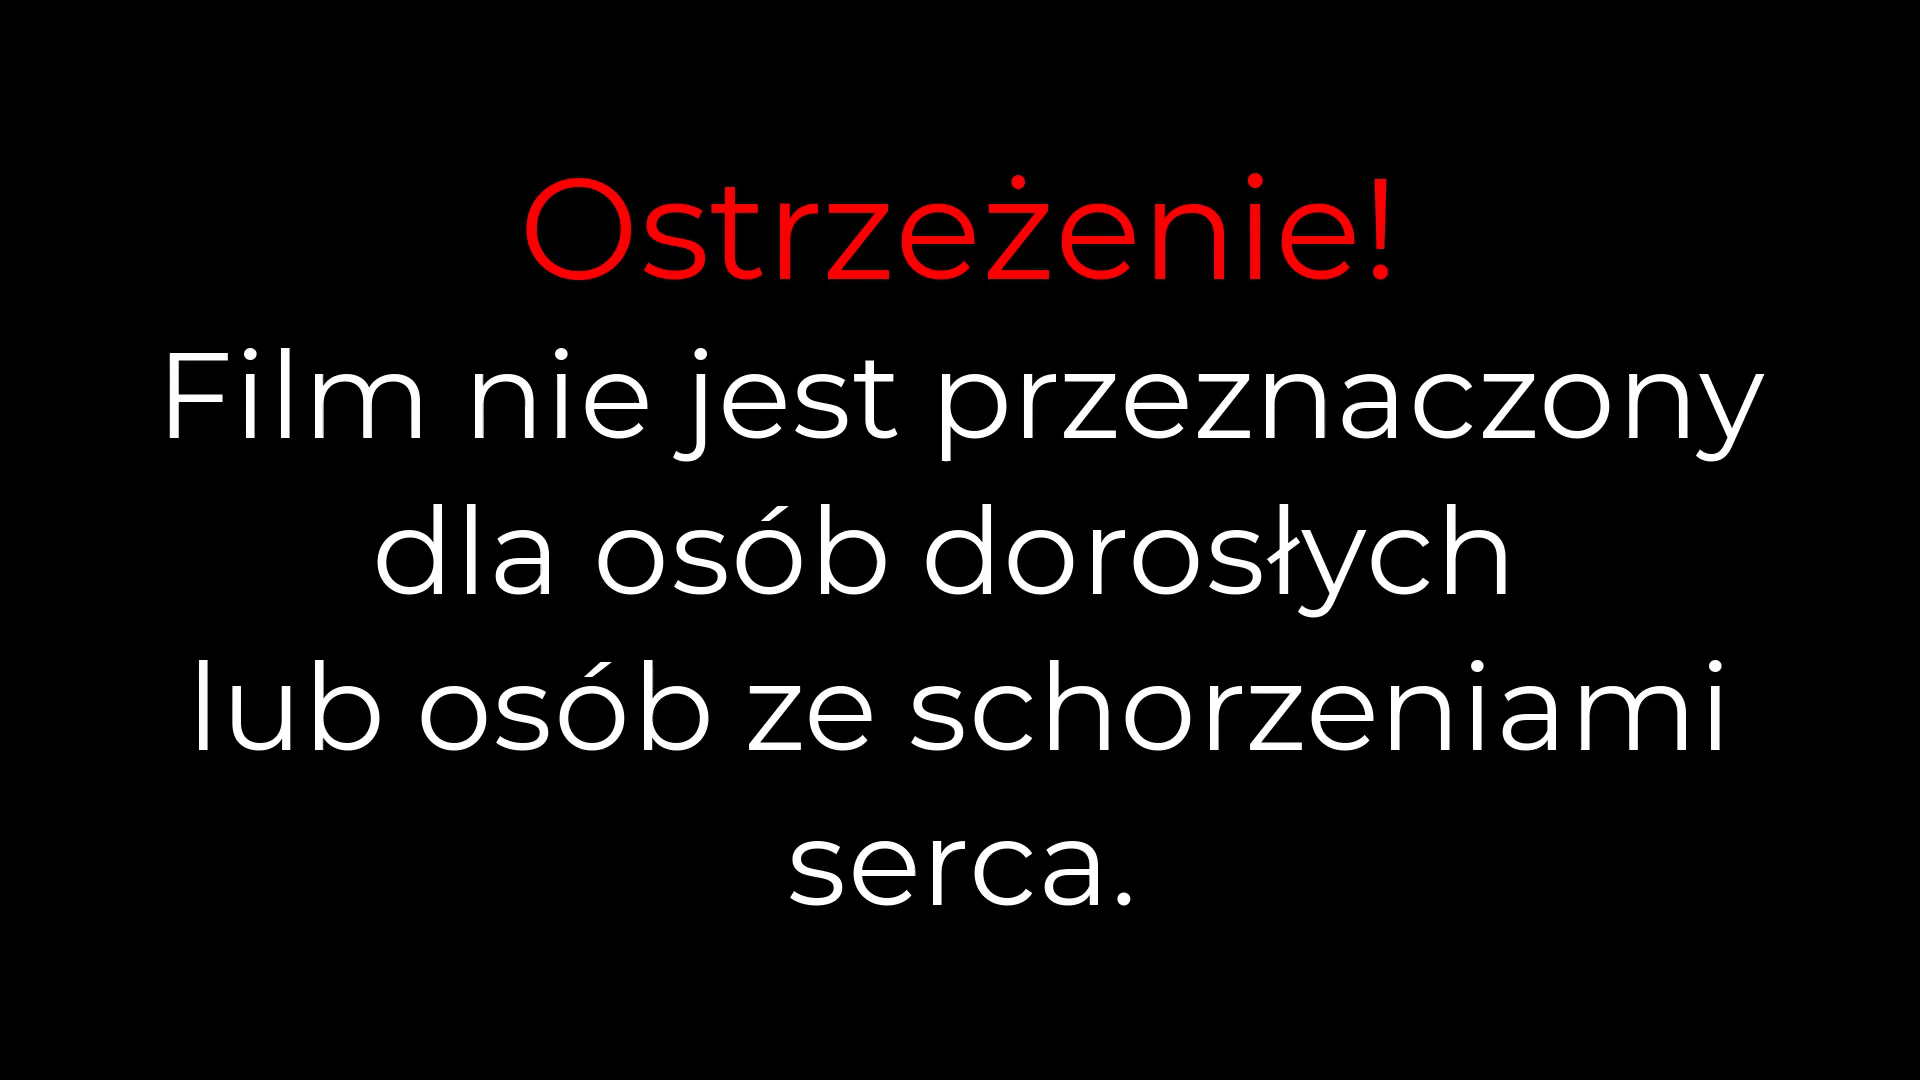 Ostrzeżenie!
Film nie jest przeznaczony
dla osób dorosłych
lub osób ze schorzeniami
serca.